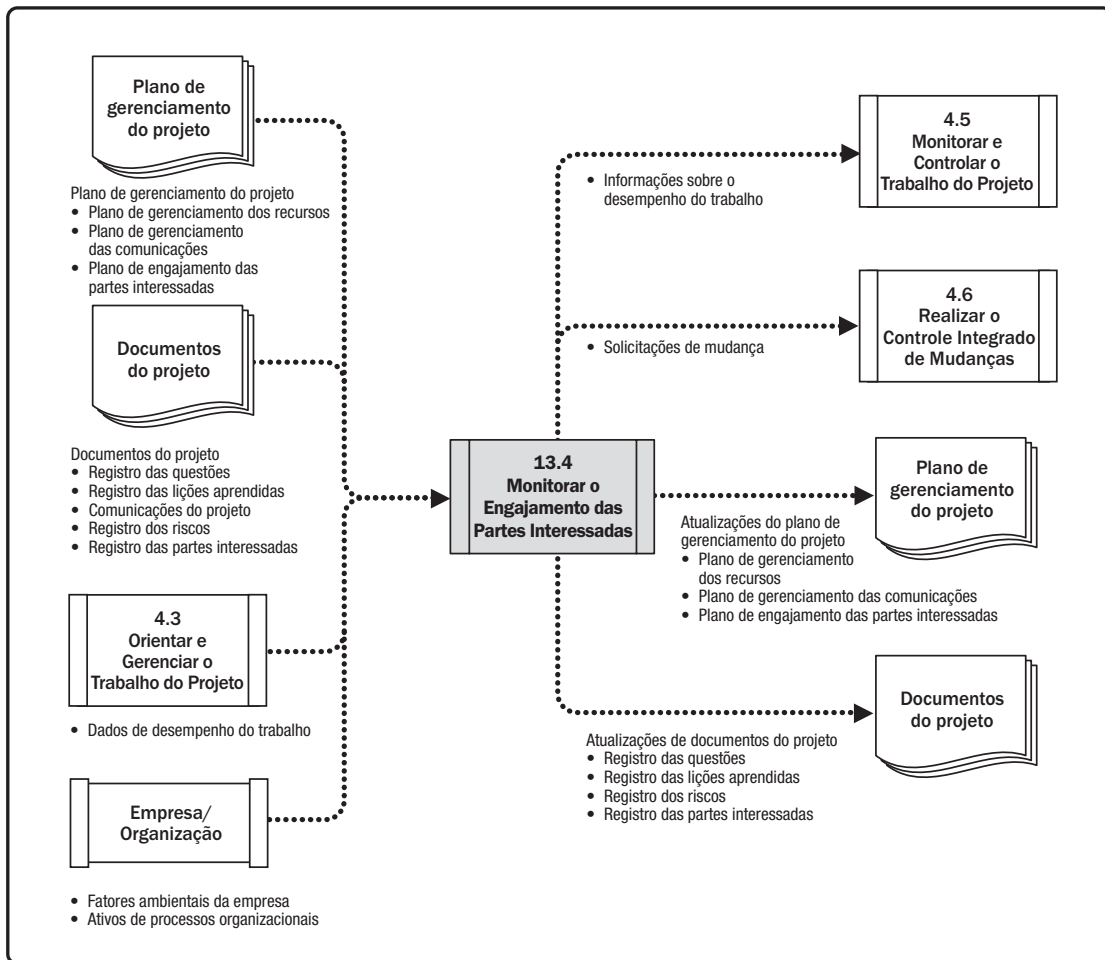 Plano de
gerenciamento
do projeto
Plano de gerenciamento do projeto
• Plano de gerenciamento dos recursos
• Plano de gerenciamento
das comunicações
• Plano de engajamento das
partes interessadas
Documentos
do projeto
Documentos do projeto
• Registro das questões
• Registro das lições aprendidas
• Comunicações do projeto
• Registro dos riscos
• Registro das partes interessadas
4.3
Orientar e
Gerenciar o
Trabalho do Projeto
• Dados de desempenho do trabalho
Empresa/
Organização
• Fatores ambientais da empresa
• Ativos de processos organizacionais
13.4
Monitorar o
Engajamento das
Partes Interessadas
• Informações sobre o
desempenho do trabalho
4.5
Monitorar e
Controlar o
Trabalho do Projeto
• Solicitações de mudança
4.6
Realizar o
Controle Integrado
de Mudanças
Atualizações do plano de
gerenciamento do projeto
• Plano de gerenciamento
dos recursos
• Plano de gerenciamento das comunicações
• Plano de engajamento das partes interessadas
Plano de
gerenciamento
do projeto
Atualizações de documentos do projeto
• Registro das questões
• Registro das lições aprendidas
• Registro dos riscos
• Registro das partes interessadas
Documentos
do projeto